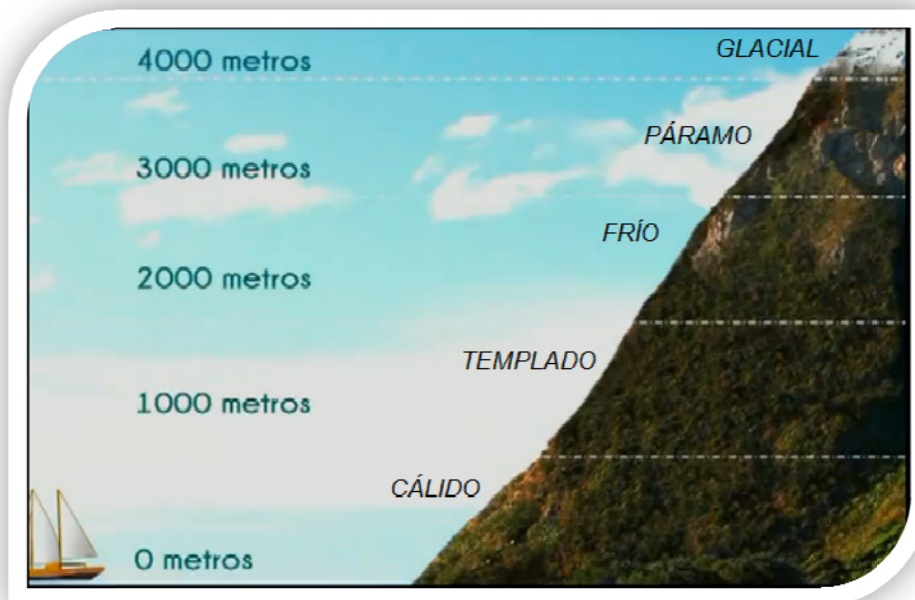 4000 metros
GLACIAL
PÁRAMO
3000 metros
FRÍO
2000 metros
TEMPLADO
1000 metros
CÁLIDO
0 metros